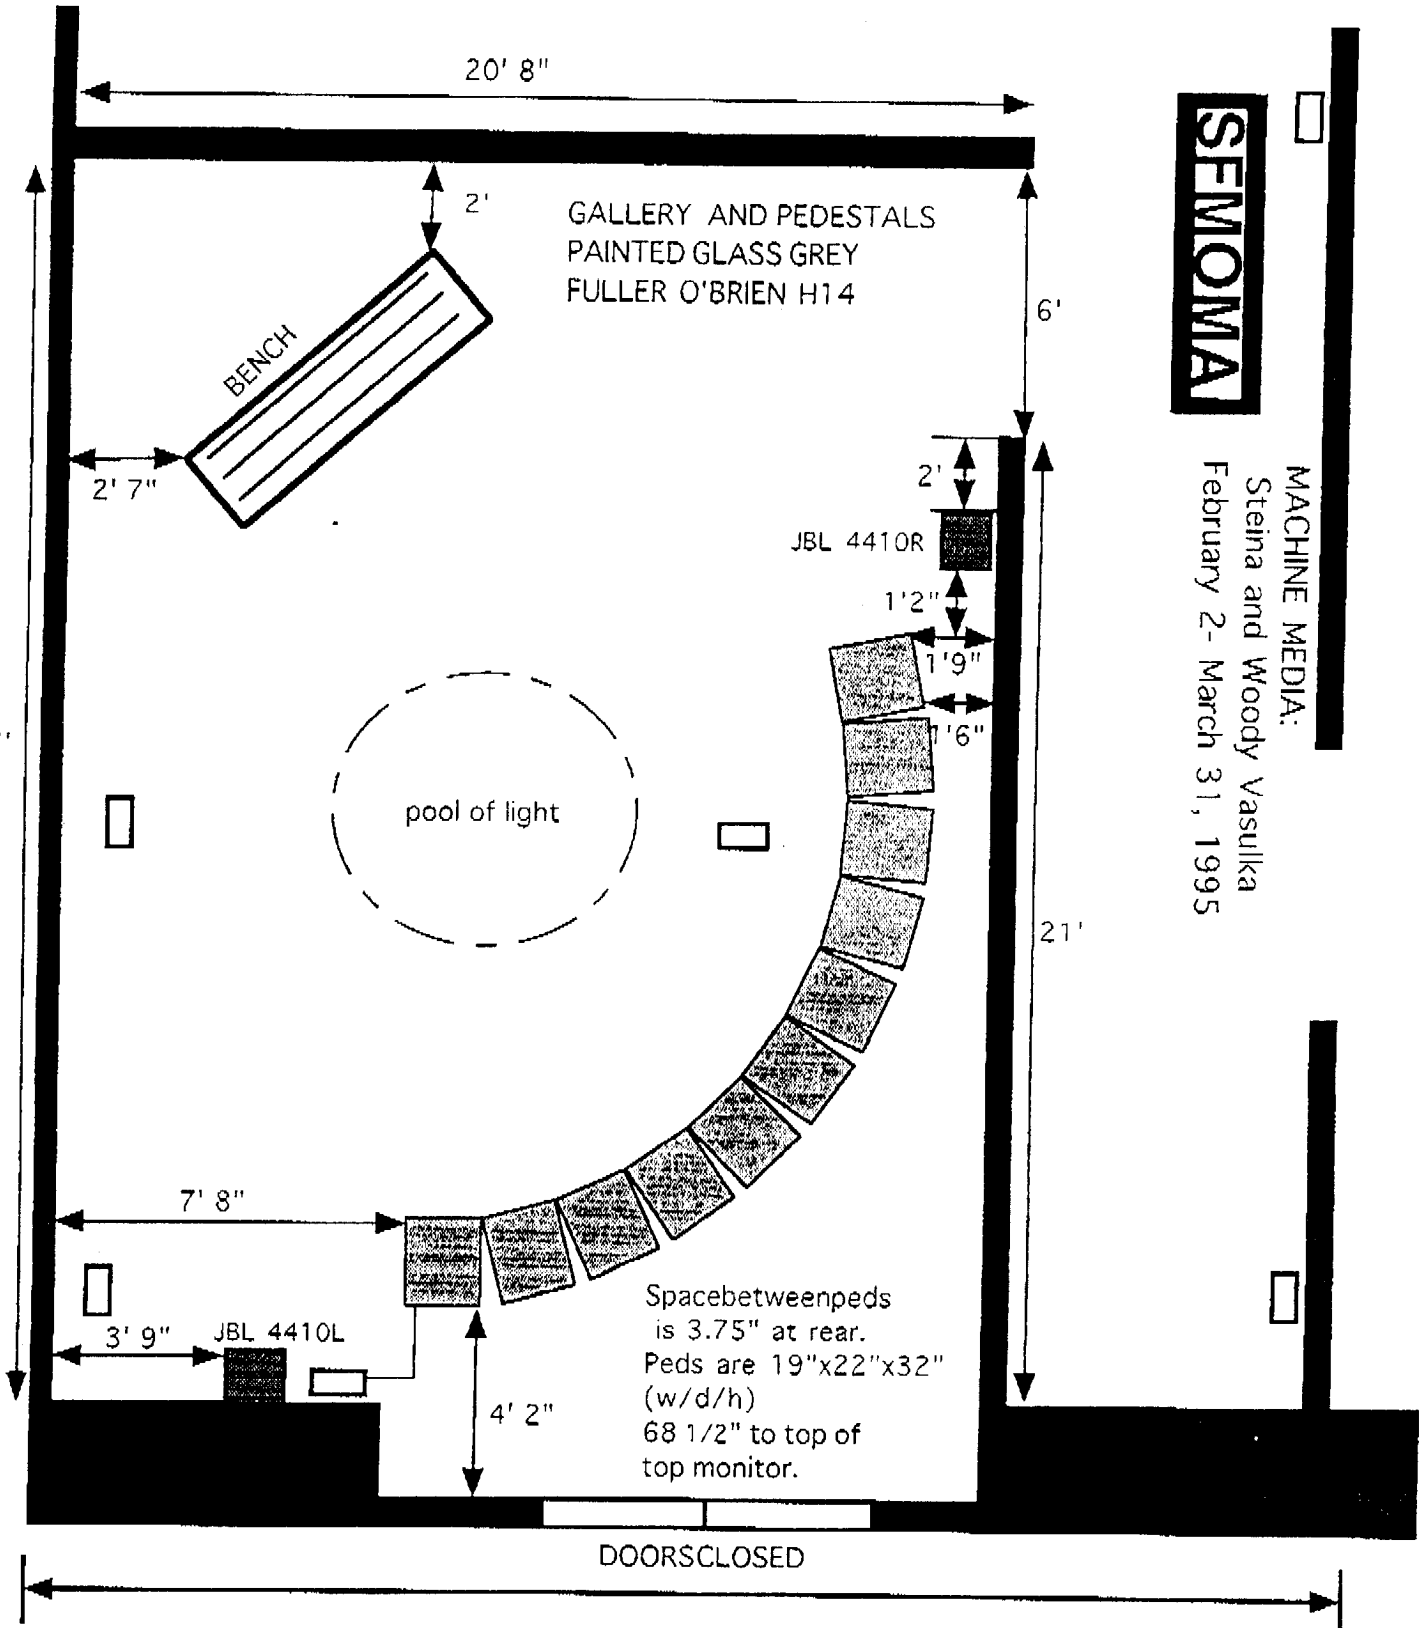 20' 8"
2'
GALLERY AND PEDESTALS
PAINTED GLASS GREY
FULLER O'BRIEN H14
6'
BENCH
2' 7"
2'
JBL 4410R
1'2"
1'9"
1'6"
pool of light
21'
7' 8"
3' 9"
JBL 4410L
4' 2"
Spacebetweenpeds
is 3.75" at rear.
Peds are 19"x22"x32"
(w/d/h)
68 1/2" to top of
top monitor.
DOORSCLOSED
SFMOMA
MACHINE MEDIA:
Steina and Woody Vasulka
February 2- March 31, 1995